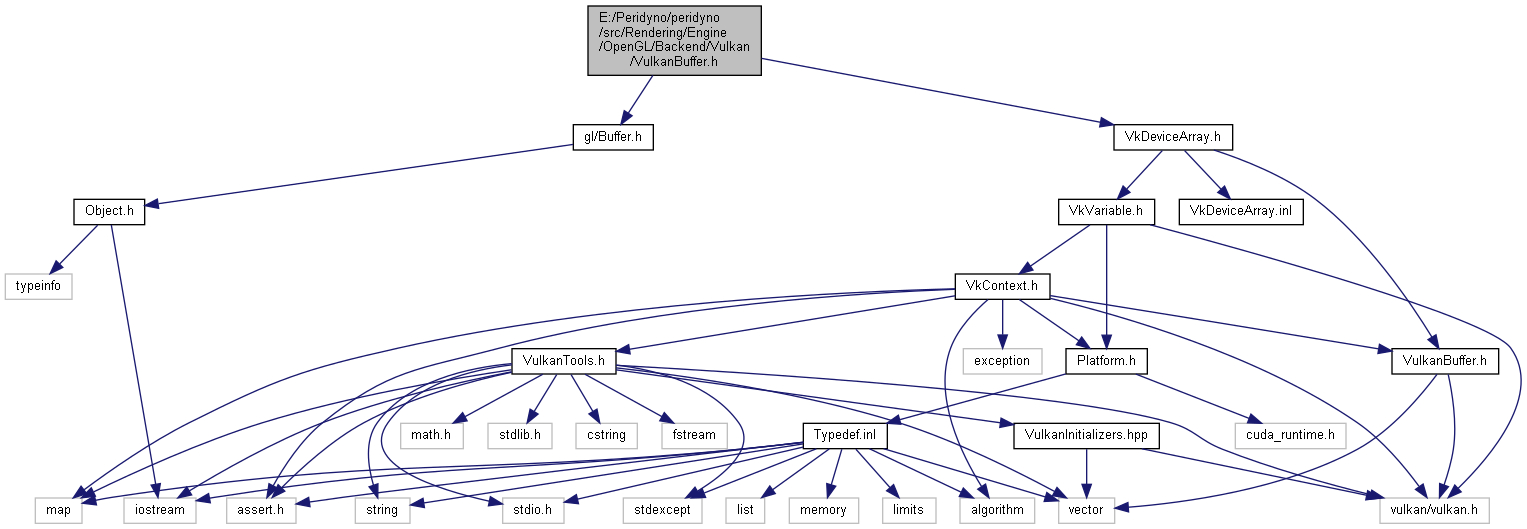 E:/Peridyno/peridyno
/src/Rendering/Engine
/OpenGL/Backend/Vulkan
/VulkanBuffer.h
gl/Buffer.h
VkDeviceArray.h
Object.h
VkVariable.h
VkDeviceArray.inl
typeinfo
VkContext.h
VulkanTools.h
exception
Platform.h
VulkanBuffer.h
math.h
stdlib.h
cstring
fstream
Typedef.inl
VulkanInitializers.hpp
cuda_runtime.h
map
iostream
assert.h
string
stdio.h
stdexcept
list
memory
limits
algorithm
vector
vulkan/vulkan.h